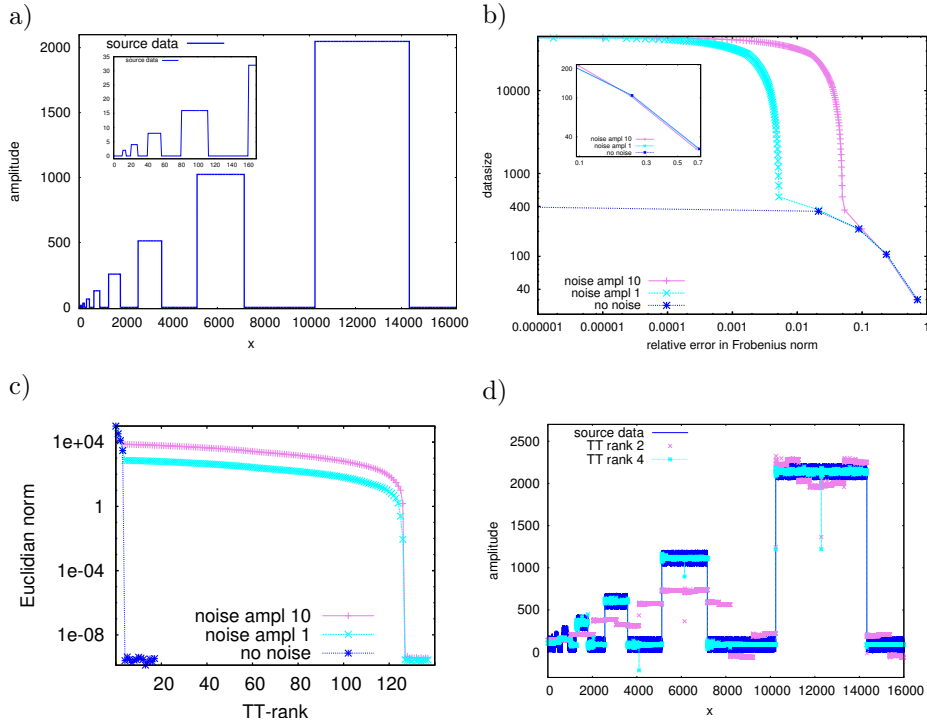 a)
2000
1500
1000
500
0
amplitude
source data
35
30
25
20
15
10
5
0
source data
0 20 40 60 80 100 120 140 160
0 2000 4000 6000 8000 10000 12000 14000 16000
x
b)
10000
1000
400
100
40
datasize
200
100
40
noise ampl 10
noise ampl 1
no noise
0.1 0.3 0.5 0.7
noise ampl 10
noise ampl 1
no noise
0.000001 0.0001 0.001 0.01 0.1 1
relative error in Frobenius norm
c)
1e+04
1
1e-04
1e-08
Euclidian norm
noise ampl 10
noise ampl 1
no noise
20 40 60 80 100 120
TT-rank
d)
2500
2000
1500
1000
500
0
amplitude
source data
TT rank 2
TT rank 4
0 2000 4000 6000 8000 10000 12000 14000 16000
x